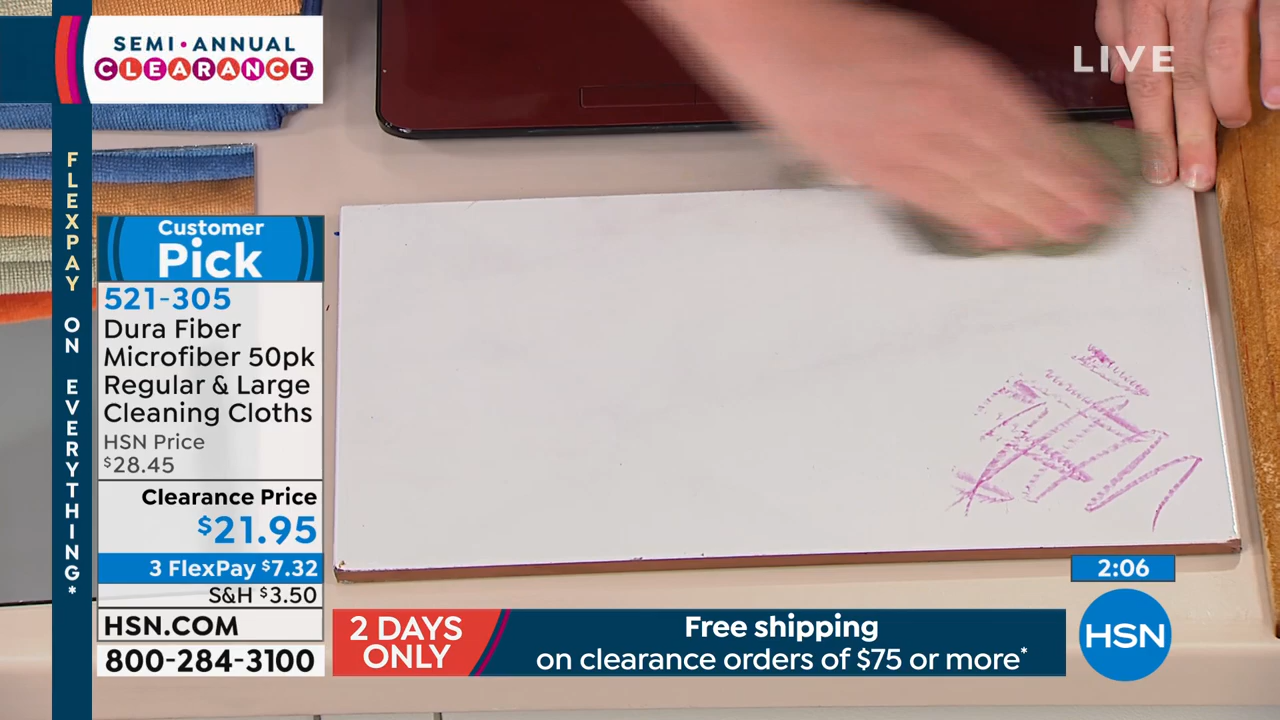 SEMI•ANNUAL
CLEARANCE
LIVE
FLEXPAY ON EVERYTHING*
Customer
Pick
521-305
Dura Fiber
Microfiber 50pk
Regular & Large
Cleaning Cloths
HSN Price
$28.45
Clearance Price
$21.95
3 FlexPay $7.32
S&H $3.50
HSN.COM
800-284-3100
2 DAYS
ONLY
Free shipping
on clearance orders of $75 or more*
2:06
HSN